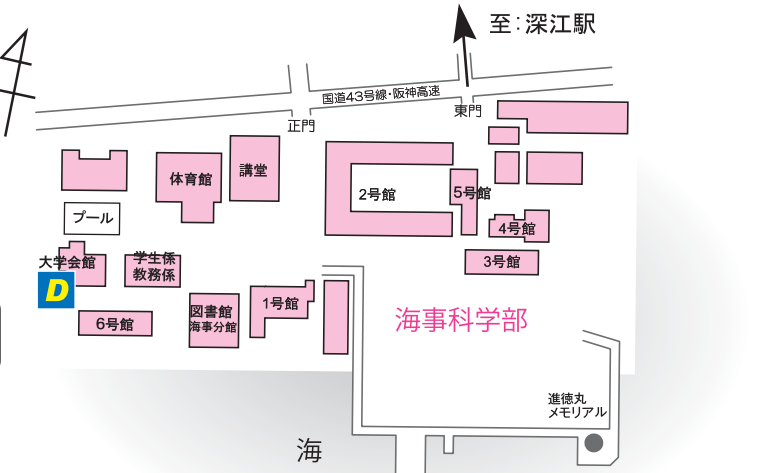 至：深江駅
国道43号線・阪神高速
東門
正門
講堂
体育館
2号館
5号館
プール
4号館
大学会館
学生係
教務係
3号館
D
図書館
海事分館
1号館
6号館
海事科学部
進徳丸
メモリアル
海